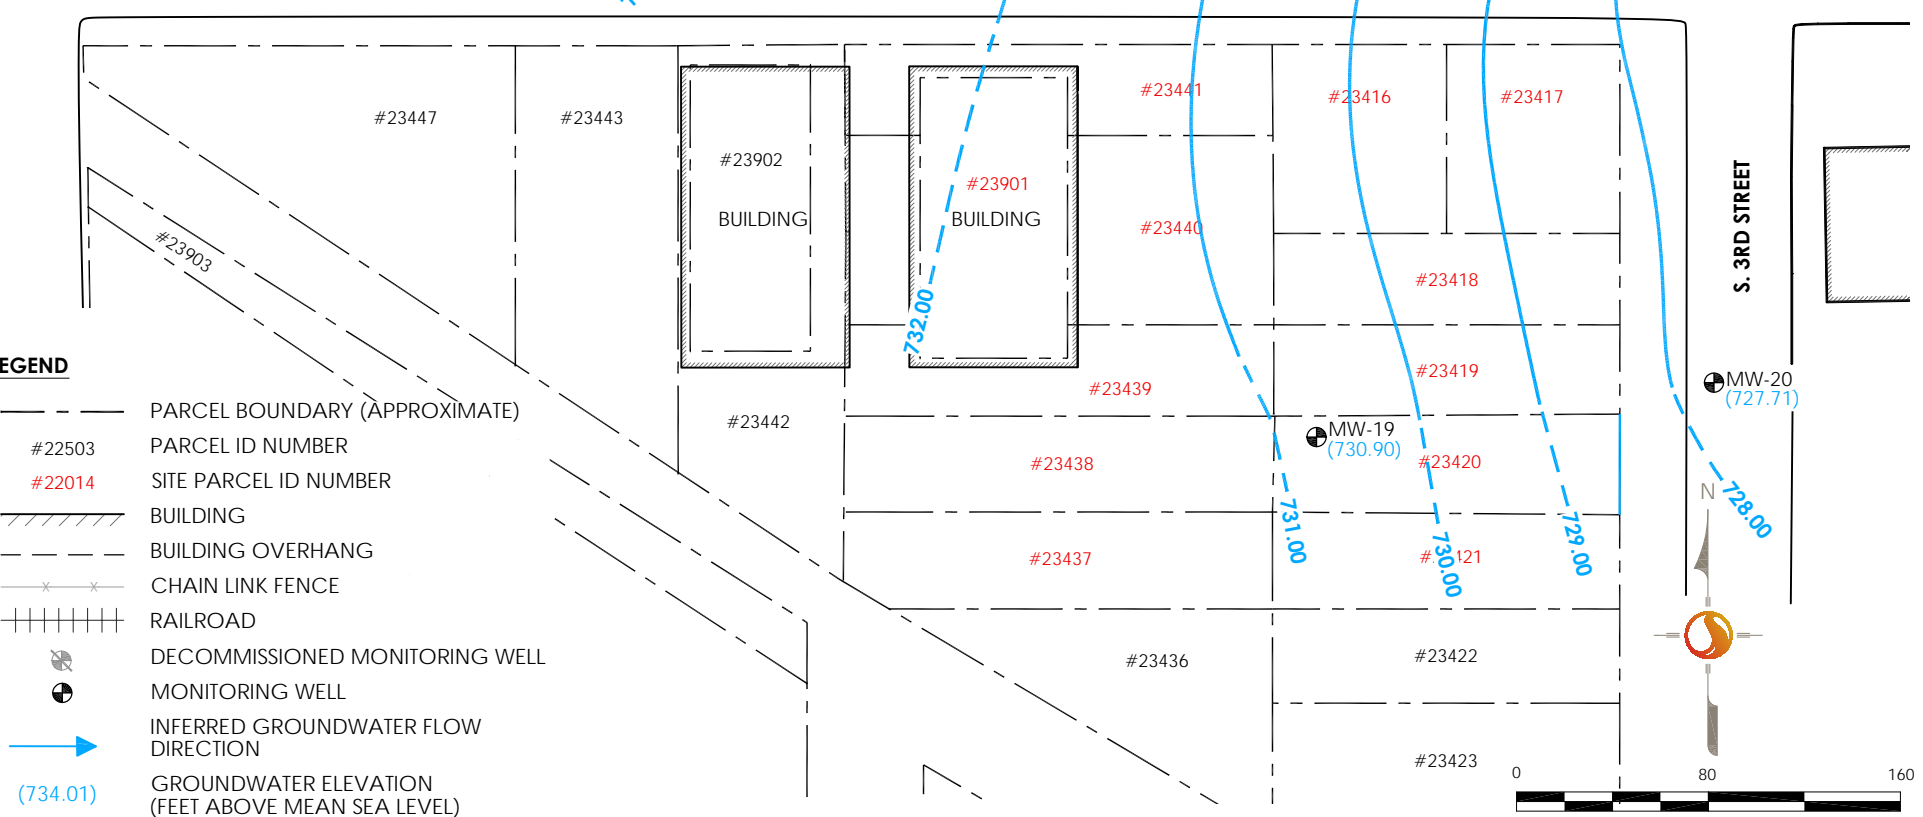 #23447
#23443
#23902
BUILDING
#23901
BUILDING
#23903
#23441
#23416
#23417
#23440
#23418
732.00
#23439
#23419
#23442
#23438
MW-19
(730.90)
#23420
MW-20
(727.71)
S. 3RD STREET
#23437
731.00
730.00
729.00
728.00
N
#23436
#23422
#23423
EGEND
PARCEL BOUNDARY (APPROXIMATE)
#22503 PARCEL ID NUMBER
#22014 SITE PARCEL ID NUMBER
BUILDING
BUILDING OVERHANG
x x CHAIN LINK FENCE
RAILROAD
DECOMMISSIONED MONITORING WELL
MONITORING WELL
INFERRED GROUNDWATER FLOW
DIRECTION
(734.01) GROUNDWATER ELEVATION
(FEET ABOVE MEAN SEA LEVEL)
0 80 160